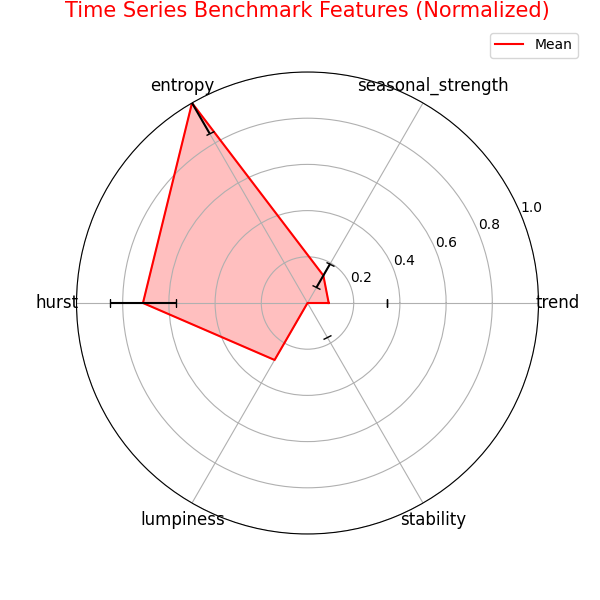 Time Series Benchmark Features (Normalized)
Mean
entropy
seasonal_strength
1.0
0.8
0.6
0.4
0.2
hurst
trend
lumpiness
stability